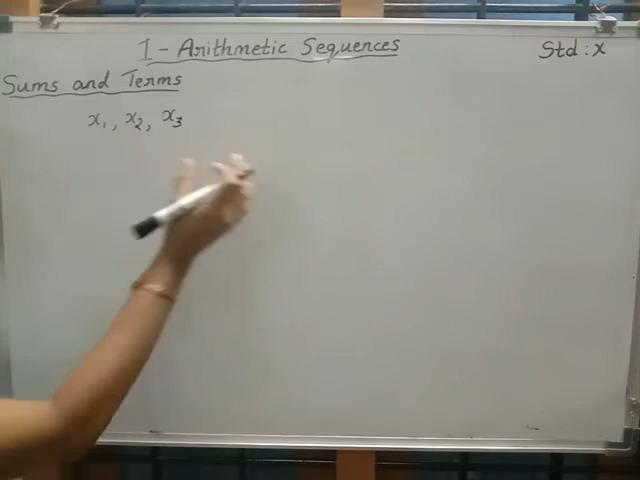 I - Arithmetic Sequences
Std : X
Sums and Terms
x₁, x₂, x₃